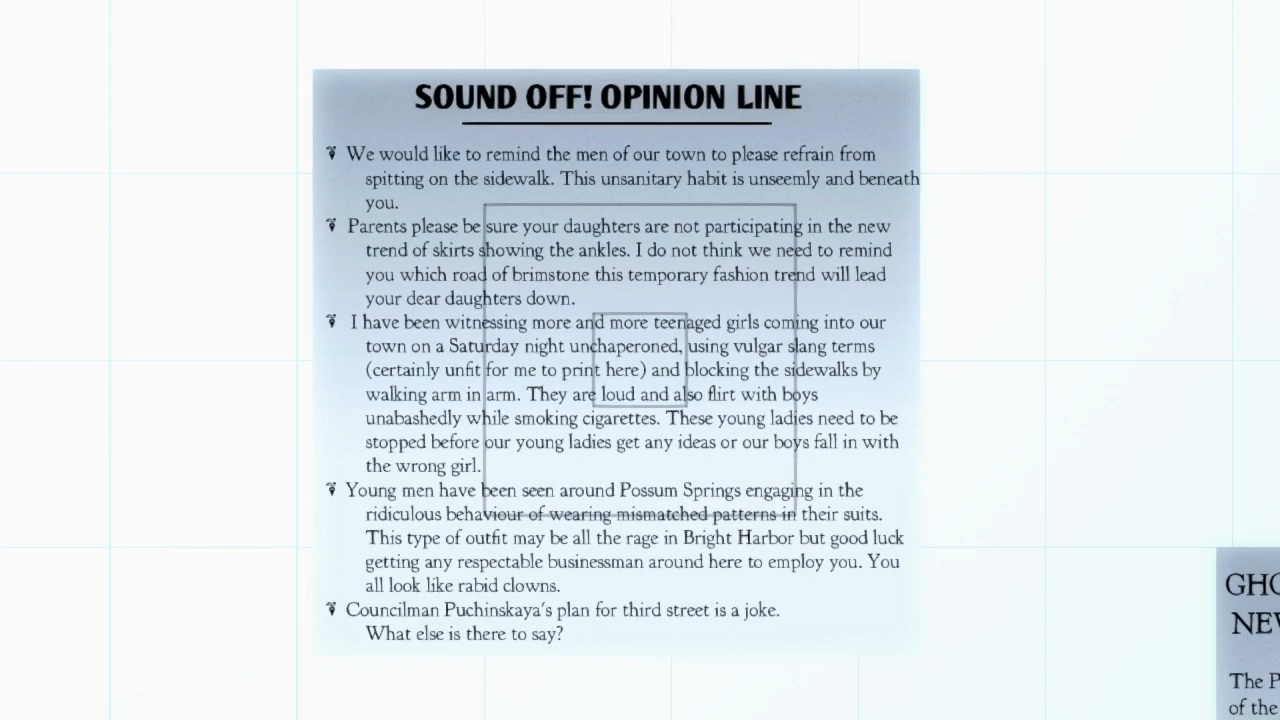 SOUND OFF! OPINION LINE
We would like to remind the men of our town to please refrain from
spitting on the sidewalk. This unsanitary habit is unseemly and beneath
you.
Parents please be sure your daughters are not participating in the new
trend of skirts showing the ankles. I do not think we need to remind
you which road of brimstone this temporary fashion trend will lead
your dear daughters down.
I have been witnessing more and more teenaged girls coming into our
town on a Saturday night unchaperoned, using vulgar slang terms
(certainly unfit for me to print here) and blocking the sidewalks by
walking arm in arm. They are loud and also flirt with boys
unabashedly while smoking cigarettes. These young ladies need to be
stopped before our young ladies get any ideas or our boys fall in with
the wrong girl.
Young men have been seen around Possum Springs engaging in the
ridiculous behaviour of wearing mismatched patterns in their suits.
This type of outfit may be all the rage in Bright Harbor but good luck
getting any respectable businessman around here to employ you. You
all look like rabid clowns.
Councilman Puchinskaya's plan for third street is a joke.
What else is there to say?
GHO
NEW
The P
of the